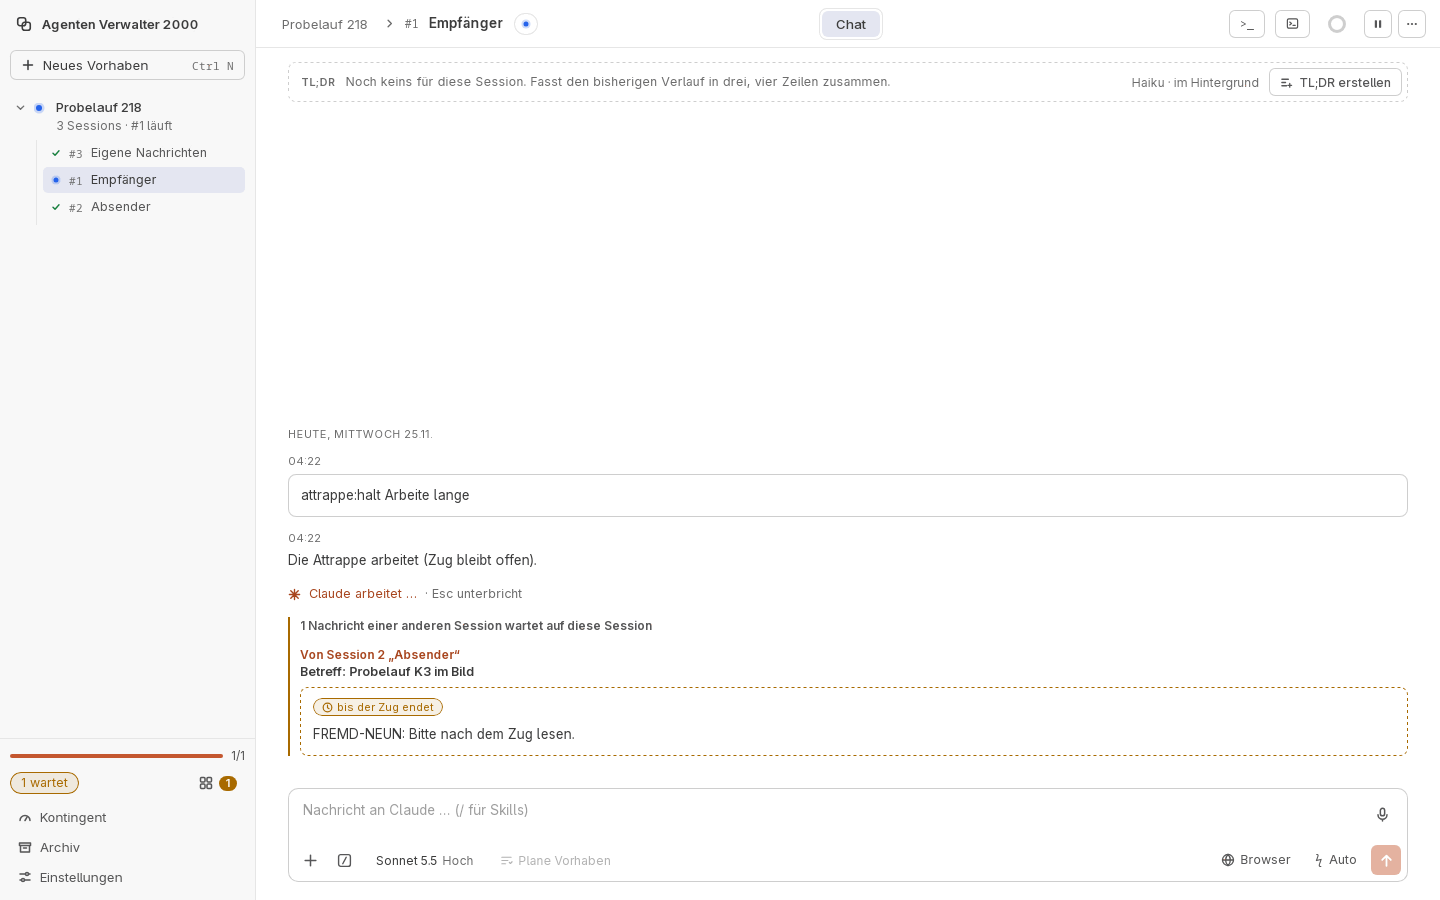 Agenten Verwalter 2000
Neues Vorhaben Ctrl N
Probelauf 218
3 Sessions · #1 läuft
#3 Eigene Nachrichten
#1 Empfänger
#2 Absender
1/1
1 wartet
1
Kontingent
Archiv
Einstellungen
Probelauf 218 > #1 Empfänger
Chat
>_
TL;DR Noch keins für diese Session. Fasst den bisherigen Verlauf in drei, vier Zeilen zusammen. Haiku · im Hintergrund TL;DR erstellen
HEUTE, MITTWOCH 25.11.
04:22
attrappe:halt Arbeite lange
04:22
Die Attrappe arbeitet (Zug bleibt offen).
Claude arbeitet … · Esc unterbricht
1 Nachricht einer anderen Session wartet auf diese Session
Von Session 2 „Absender“
Betreff: Probelauf K3 im Bild
bis der Zug endet
FREMD-NEUN: Bitte nach dem Zug lesen.
Nachricht an Claude … (/ für Skills)
Sonnet 5.5 Hoch Plane Vorhaben Browser Auto